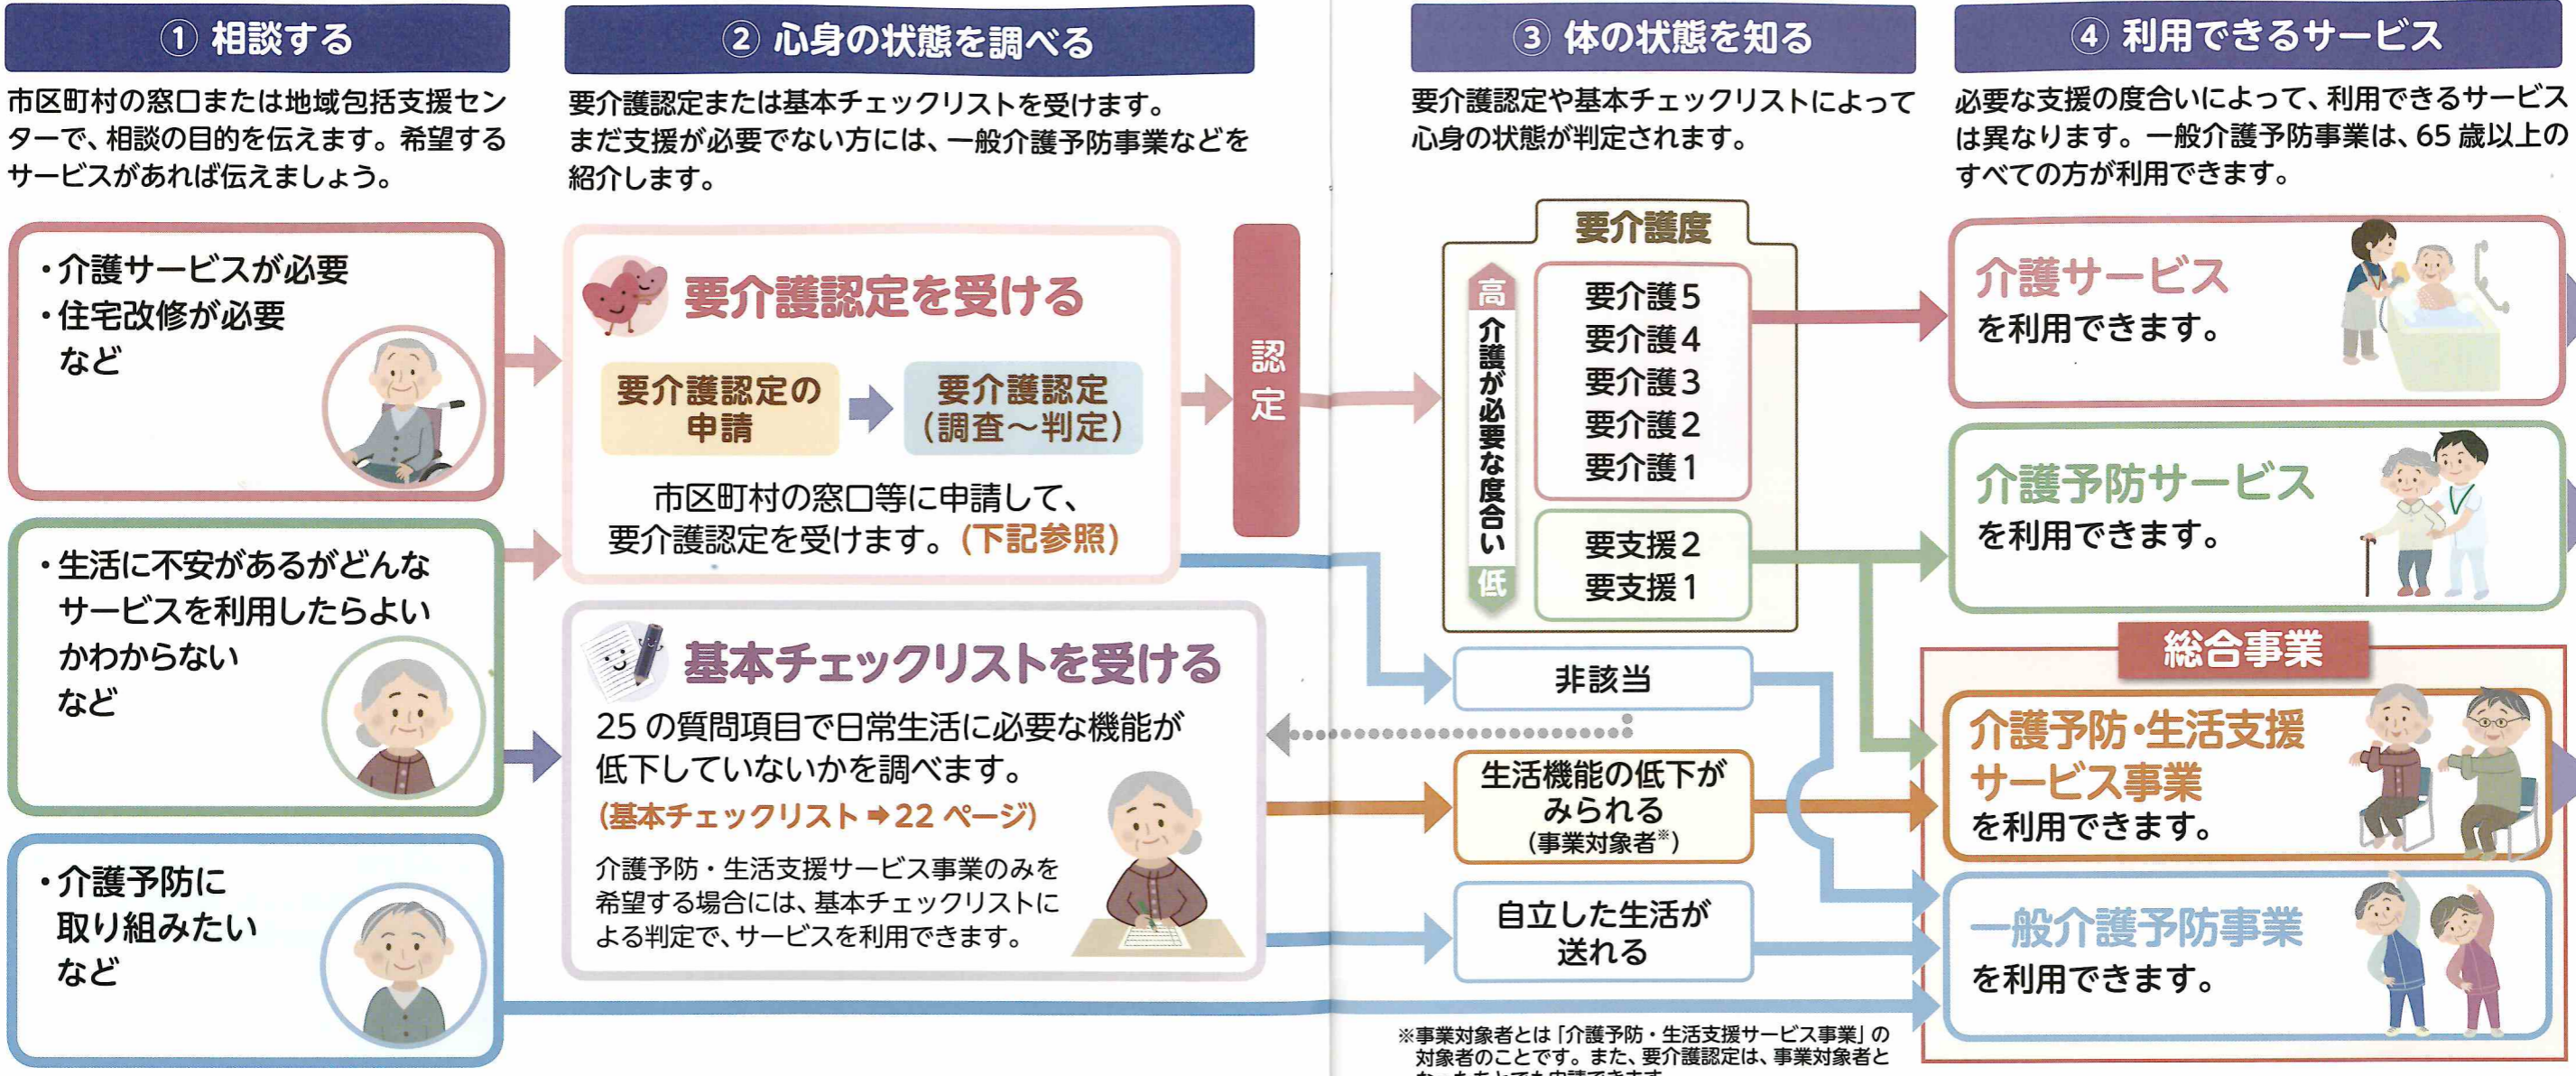 ① 相談する
市区町村の窓口または地域包括支援セン
ターで、相談の目的を伝えます。希望する
サービスがあれば伝えましょう。
・介護サービスが必要
・住宅改修が必要
など
・生活に不安があるがどんな
サービスを利用したらよい
かわからない
など
・介護予防に
取り組みたい
など
② 心身の状態を調べる
要介護認定または基本チェックリストを受けます。
まだ支援が必要でない方には、一般介護予防事業などを
紹介します。
要介護認定を受ける
要介護認定の
申請
要介護認定
(調査〜判定)
市区町村の窓口等に申請して、
要介護認定を受けます。(下記参照)
認定
基本チェックリストを受ける
25 の質問項目で日常生活に必要な機能が
低下していないかを調べます。
(基本チェックリスト➡22 ページ)
介護予防・生活支援サービス事業のみを
希望する場合には、基本チェックリストに
よる判定で、サービスを利用できます。
③ 体の状態を知る
要介護認定や基本チェックリストによって
心身の状態が判定されます。
要介護度
高
介護が必要な度合い
低
要介護5
要介護4
要介護3
要介護2
要介護1
要支援2
要支援1
非該当
生活機能の低下が
みられる
(事業対象者※)
自立した生活が
送れる
※事業対象者とは「介護予防・生活支援サービス事業」の
対象者のことです。また、要介護認定は、事業対象者と
④ 利用できるサービス
必要な支援の度合いによって、利用できるサービス
は異なります。一般介護予防事業は、65 歳以上の
すべての方が利用できます。
介護サービス
を利用できます。
介護予防サービス
を利用できます。
総合事業
介護予防・生活支援
サービス事業
を利用できます。
一般介護予防事業
を利用できます。